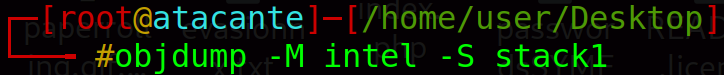 ┌─[root@atacante]─[/home/user/Desktop]
└──╼ #objdump -M intel -S stack1